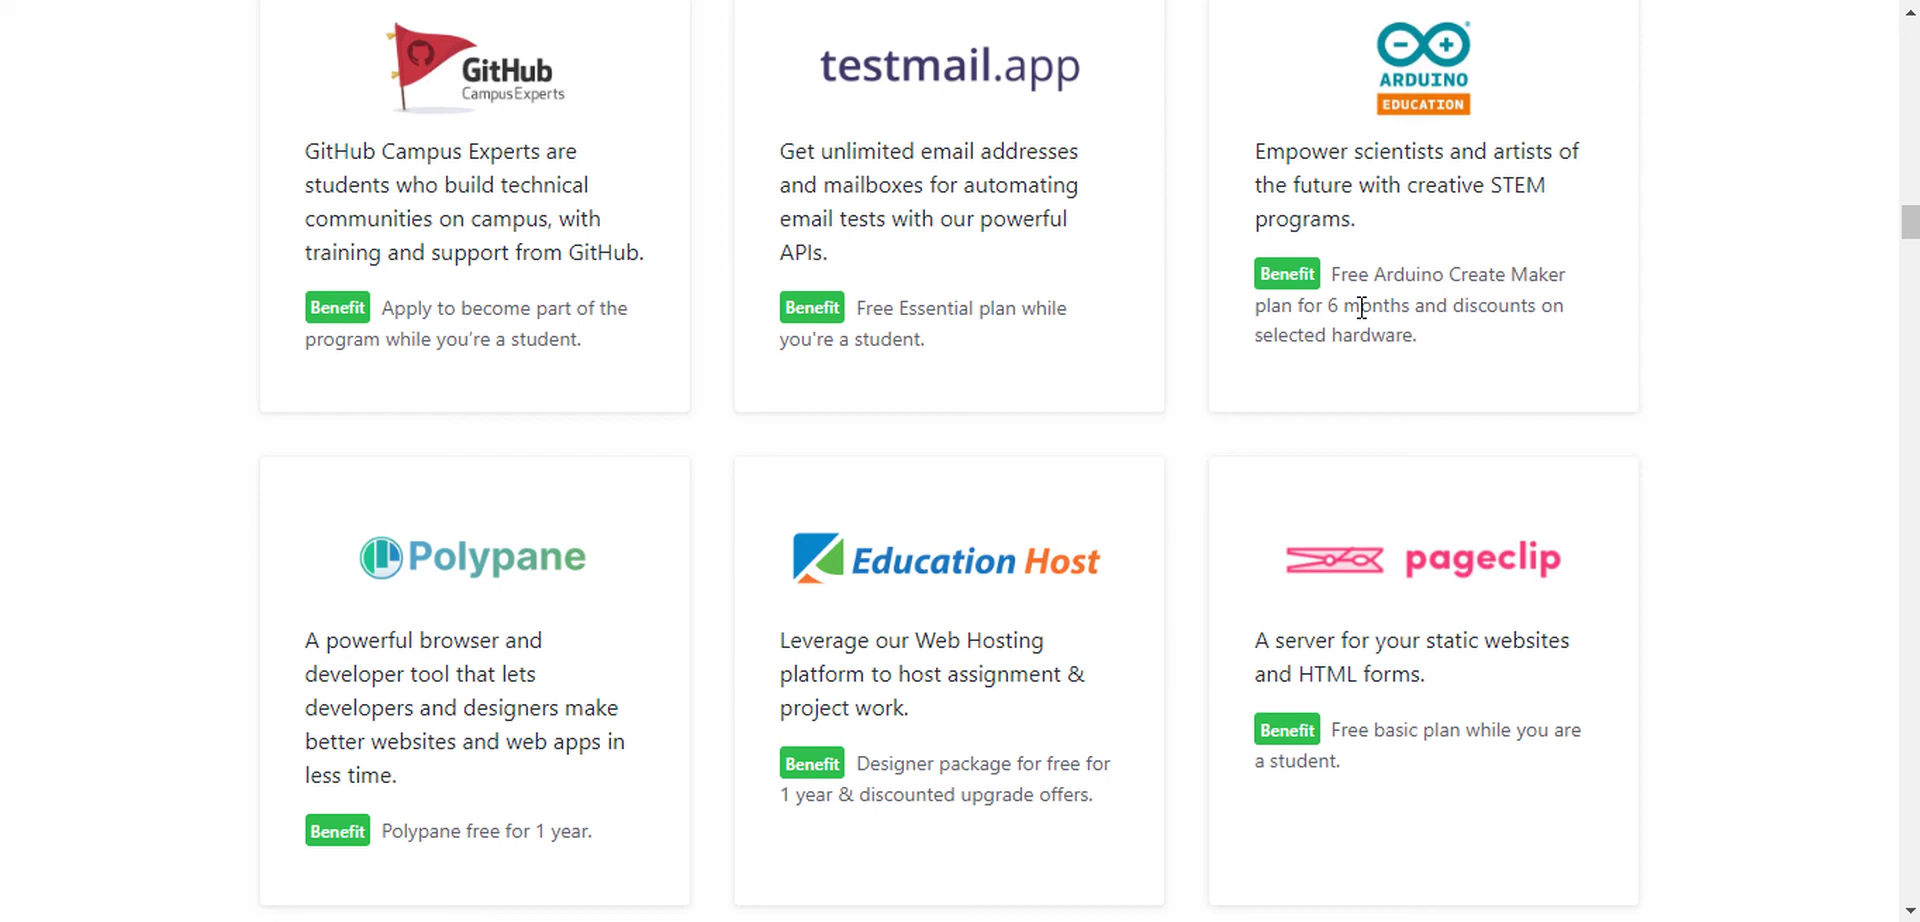 GitHub
CampusExperts
GitHub Campus Experts are
students who build technical
communities on campus, with
training and support from GitHub.
Benefit Apply to become part of the
program while you’re a student.
testmail.app
Get unlimited email addresses
and mailboxes for automating
email tests with our powerful
APIs.
Benefit Free Essential plan while
you're a student.
ARDUINO
EDUCATION
Empower scientists and artists of
the future with creative STEM
programs.
Benefit Free Arduino Create Maker
plan for 6 months and discounts on
selected hardware.
Polypane
A powerful browser and
developer tool that lets
developers and designers make
better websites and web apps in
less time.
Benefit Polypane free for 1 year.
Education Host
Leverage our Web Hosting
platform to host assignment &
project work.
Benefit Designer package for free for
1 year & discounted upgrade offers.
pageclip
A server for your static websites
and HTML forms.
Benefit Free basic plan while you are
a student.